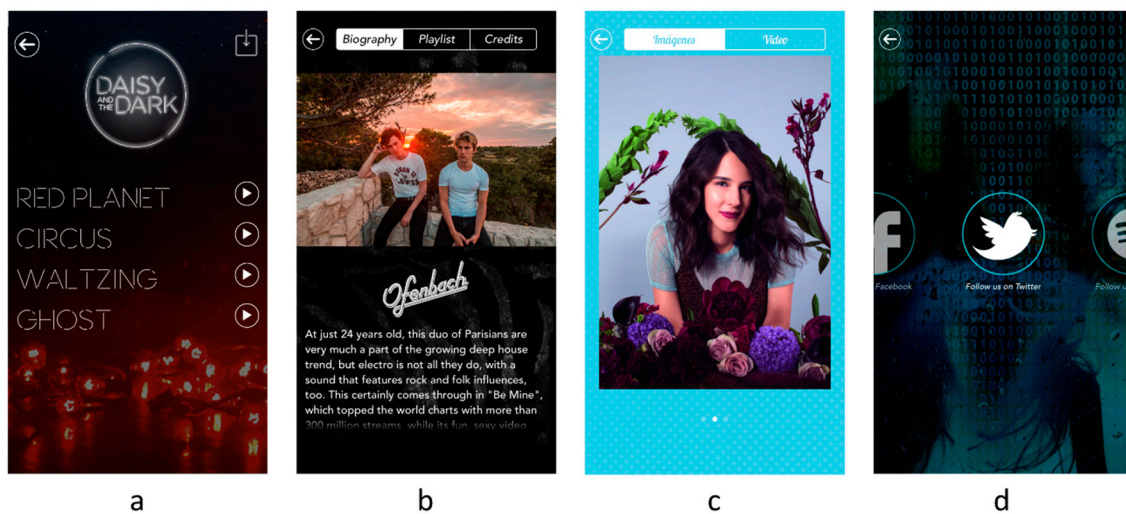 DAISY
AND THE DARK
RED PLANET
CIRCUS
WALTZING
GHOST
a
Biography Playlist Credits
Ofenbach
At just 24 years old, this duo of Parisians are
very much a part of the growing deep house
trend, but electro is not all they do, with a
sound that features rock and folk influences,
too. This certainly comes through in "Be Mine",
which topped the world charts with more than
300 million streams, while its fun, sexy video
b
Imágenes Video
c
Facebook
Follow us on Twitter
Follow u
d